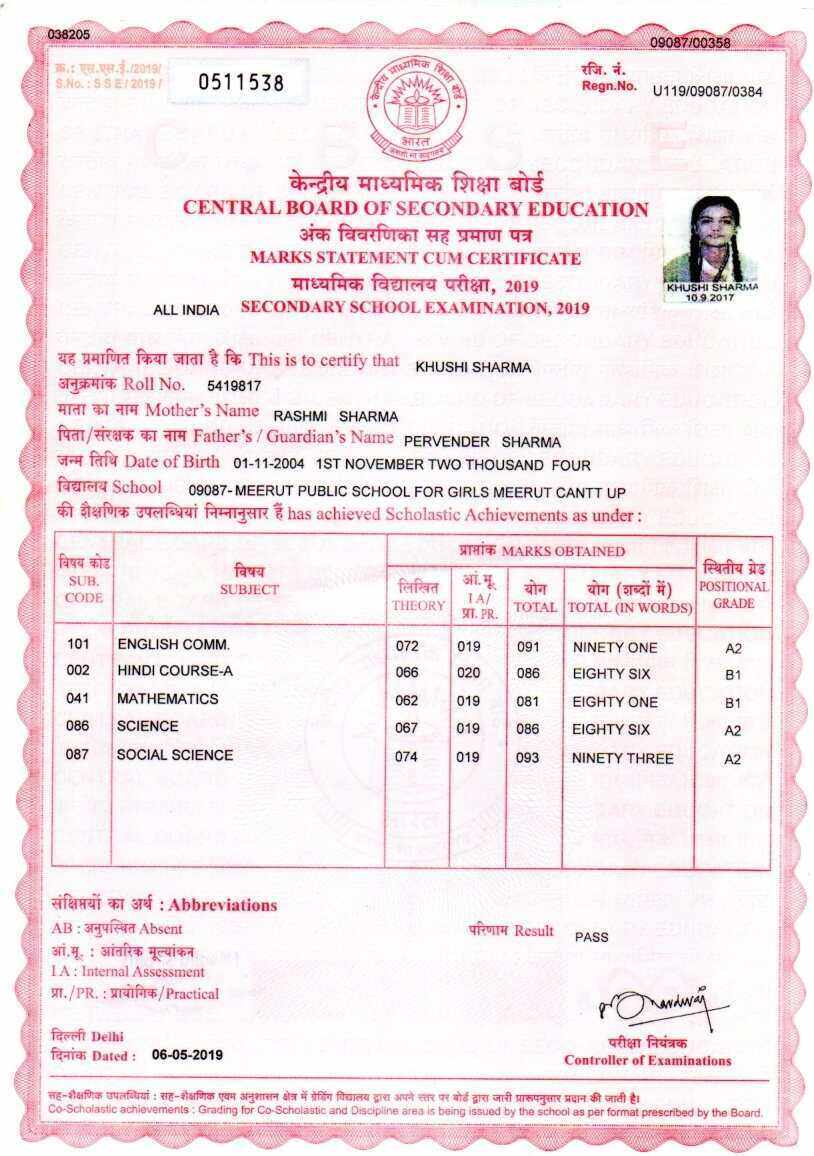 038205
09087/00358
क्र.: एस.एस.ई./2019/
S.No. : S S E / 2019 /
0511538
रजि. नं.
Regn.No. U119/09087/0384
केन्द्रीय माध्यमिक शिक्षा बोर्ड
भारत
असतो मा सद्गमय
केन्द्रीय माध्यमिक शिक्षा बोर्ड
CENTRAL BOARD OF SECONDARY EDUCATION
अंक विवरणिका सह प्रमाण पत्र
MARKS STATEMENT CUM CERTIFICATE
माध्यमिक विद्यालय परीक्षा, 2019
ALL INDIA SECONDARY SCHOOL EXAMINATION, 2019
KHUSHI SHARMA
10.9.2017
यह प्रमाणित किया जाता है कि This is to certify that KHUSHI SHARMA
अनुक्रमांक Roll No. 5419817
माता का नाम Mother's Name RASHMI SHARMA
पिता/संरक्षक का नाम Father's / Guardian's Name PERVENDER SHARMA
जन्म तिथि Date of Birth 01-11-2004 1ST NOVEMBER TWO THOUSAND FOUR
विद्यालय School 09087- MEERUT PUBLIC SCHOOL FOR GIRLS MEERUT CANTT UP
की शैक्षणिक उपलब्धियां निम्नानुसार हैं has achieved Scholastic Achievements as under :
विषय कोड
SUB.
CODE
विषय
SUBJECT
प्राप्तांक MARKS OBTAINED
लिखित
THEORY
आं.मू.
I A /
प्रा. PR.
योग
TOTAL
योग (शब्दों में)
TOTAL (IN WORDS)
स्थितीय ग्रेड
POSITIONAL
GRADE
101 ENGLISH COMM. 072 019 091 NINETY ONE A2
002 HINDI COURSE-A 066 020 086 EIGHTY SIX B1
041 MATHEMATICS 062 019 081 EIGHTY ONE B1
086 SCIENCE 067 019 086 EIGHTY SIX A2
087 SOCIAL SCIENCE 074 019 093 NINETY THREE A2
संक्षिप्तियों का अर्थ : Abbreviations
AB : अनुपस्थित Absent
आं.मू. : आंतरिक मूल्यांकन
I.A : Internal Assessment
प्रा./PR. : प्रायोगिक/Practical
परिणाम Result PASS
दिल्ली Delhi
दिनांक Dated : 06-05-2019
परीक्षा नियंत्रक
Controller of Examinations
सह-शैक्षणिक उपलब्धियां : सह-शैक्षणिक एवम अनुशासन क्षेत्र में ग्रेडिंग विद्यालय द्वारा अपने स्तर पर बोर्ड द्वारा जारी प्रारूपनुसार प्रदान की जाती है।
Co-Scholastic achievements : Grading for Co-Scholastic and Discipline area is being issued by the school as per format prescribed by the Board.